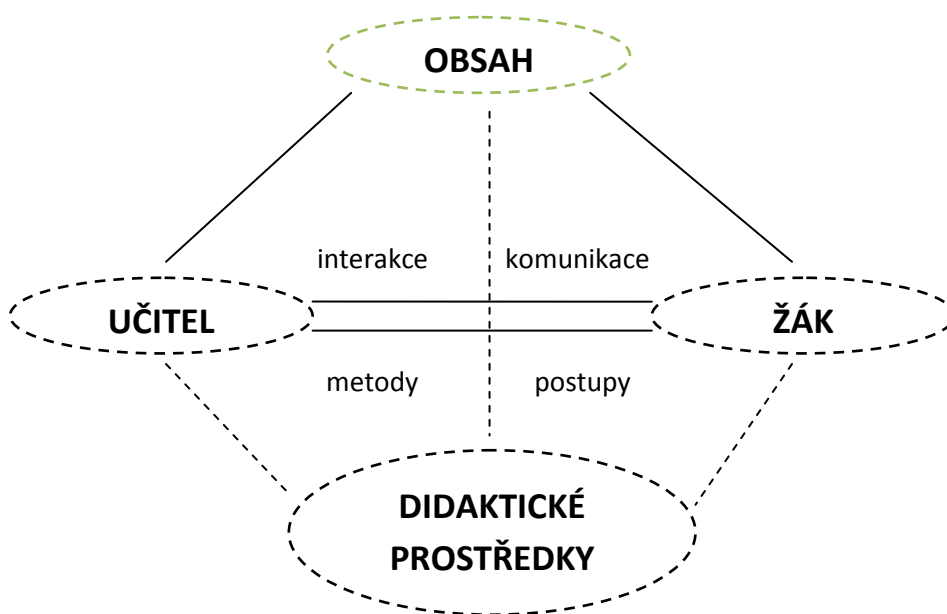 OBSAH
interakce komunikace
UČITEL ŽÁK
metody postupy
DIDAKTICKÉ
PROSTŘEDKY